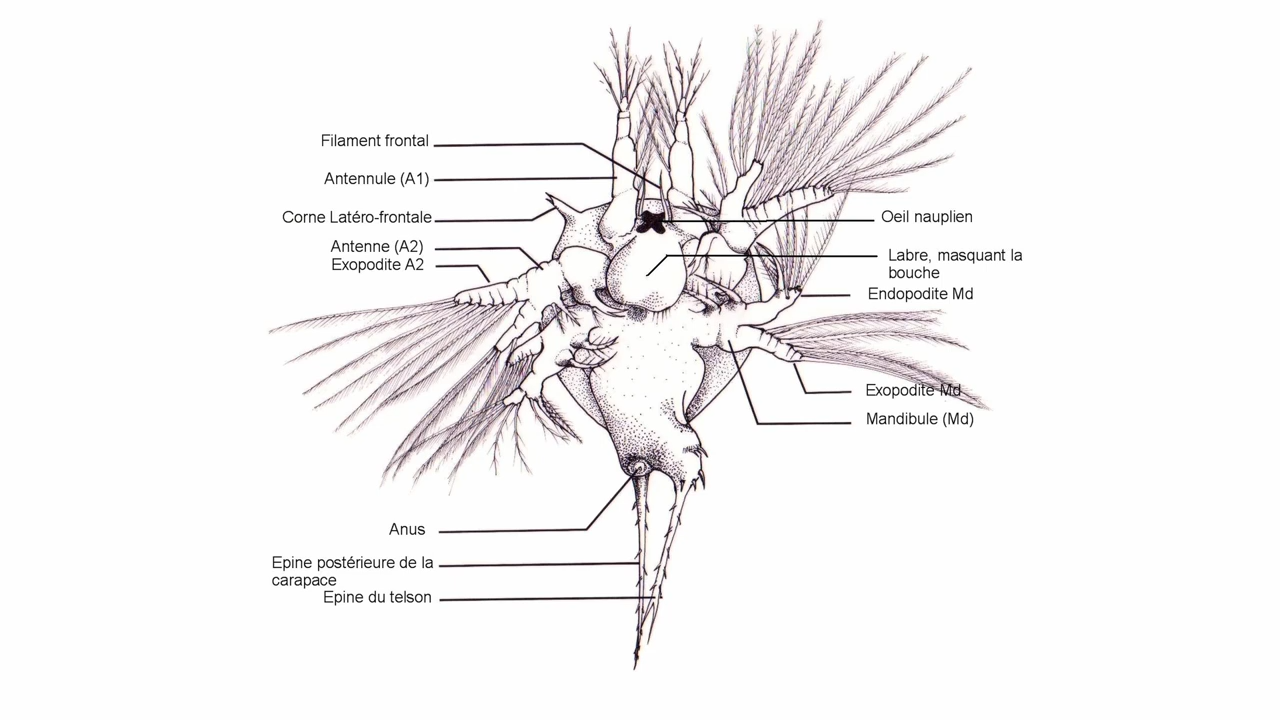 Filament frontal
Antennule (A1)
Corne Latéro-frontale
Antenne (A2)
Exopodite A2
Oeil nauplien
Labre, masquant la
bouche
Endopodite Md
Exopodite Md
Mandibule (Md)
Anus
Epine postérieure de la
carapace
Epine du telson